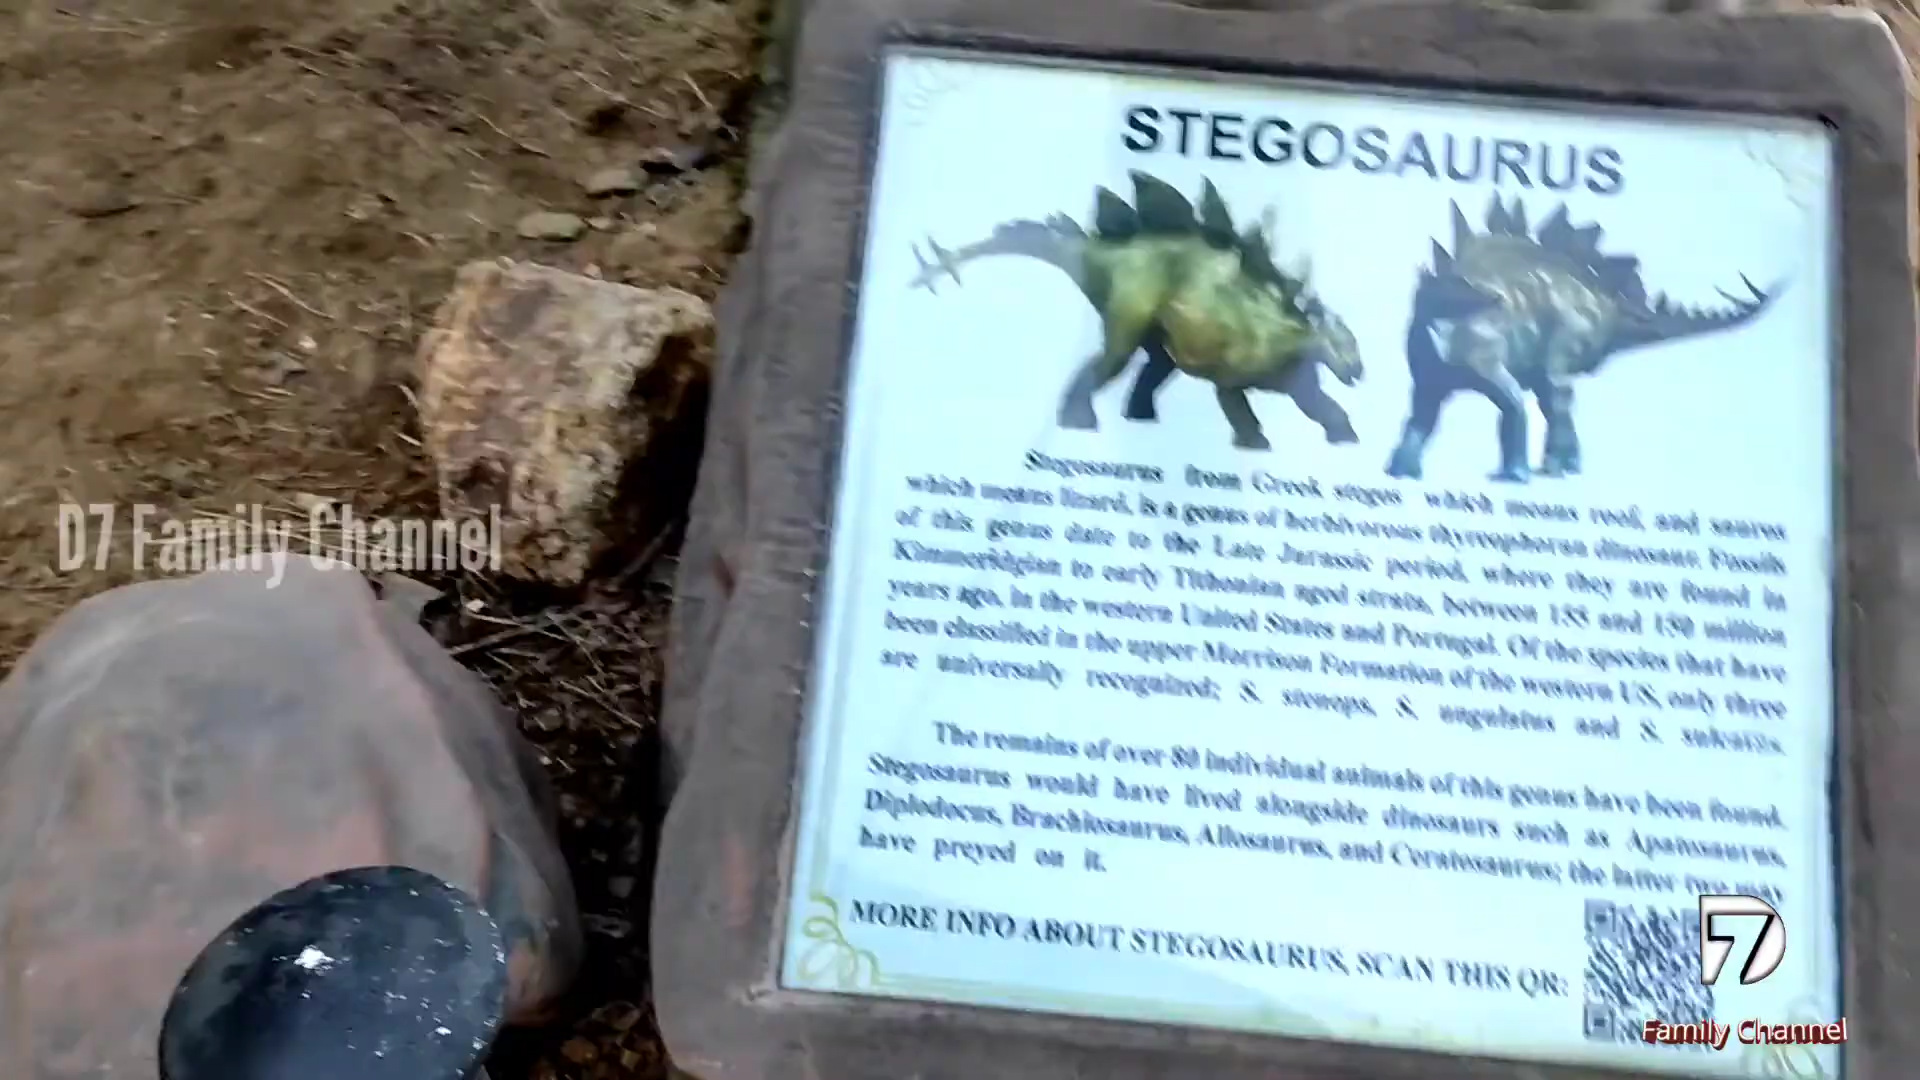 STEGOSAURUS
Stegosaurus from Greek stegos which means roof, and saurus
which means lizard, is a genus of herbivorous thyreophoran dinosaur. Fossils
of this genus date to the Late Jurassic period, where they are found in
Kimmeridgian to early Tithonian aged strata, between 155 and 150 million
years ago, in the western United States and Portugal. Of the species that have
been classified in the upper Morrison Formation of the western US, only three
are universally recognized; S. stenops, S. ungulatus and S. sulcatus.
The remains of over 80 individual animals of this genus have been found.
Stegosaurus would have lived alongside dinosaurs such as Apatosaurus,
Diplodocus, Brachiosaurus, Allosaurus, and Ceratosaurus; the latter two may
have preyed on it.
MORE INFO ABOUT STEGOSAURUS, SCAN THIS QR:
D7 Family Channel
D7
Family Channel